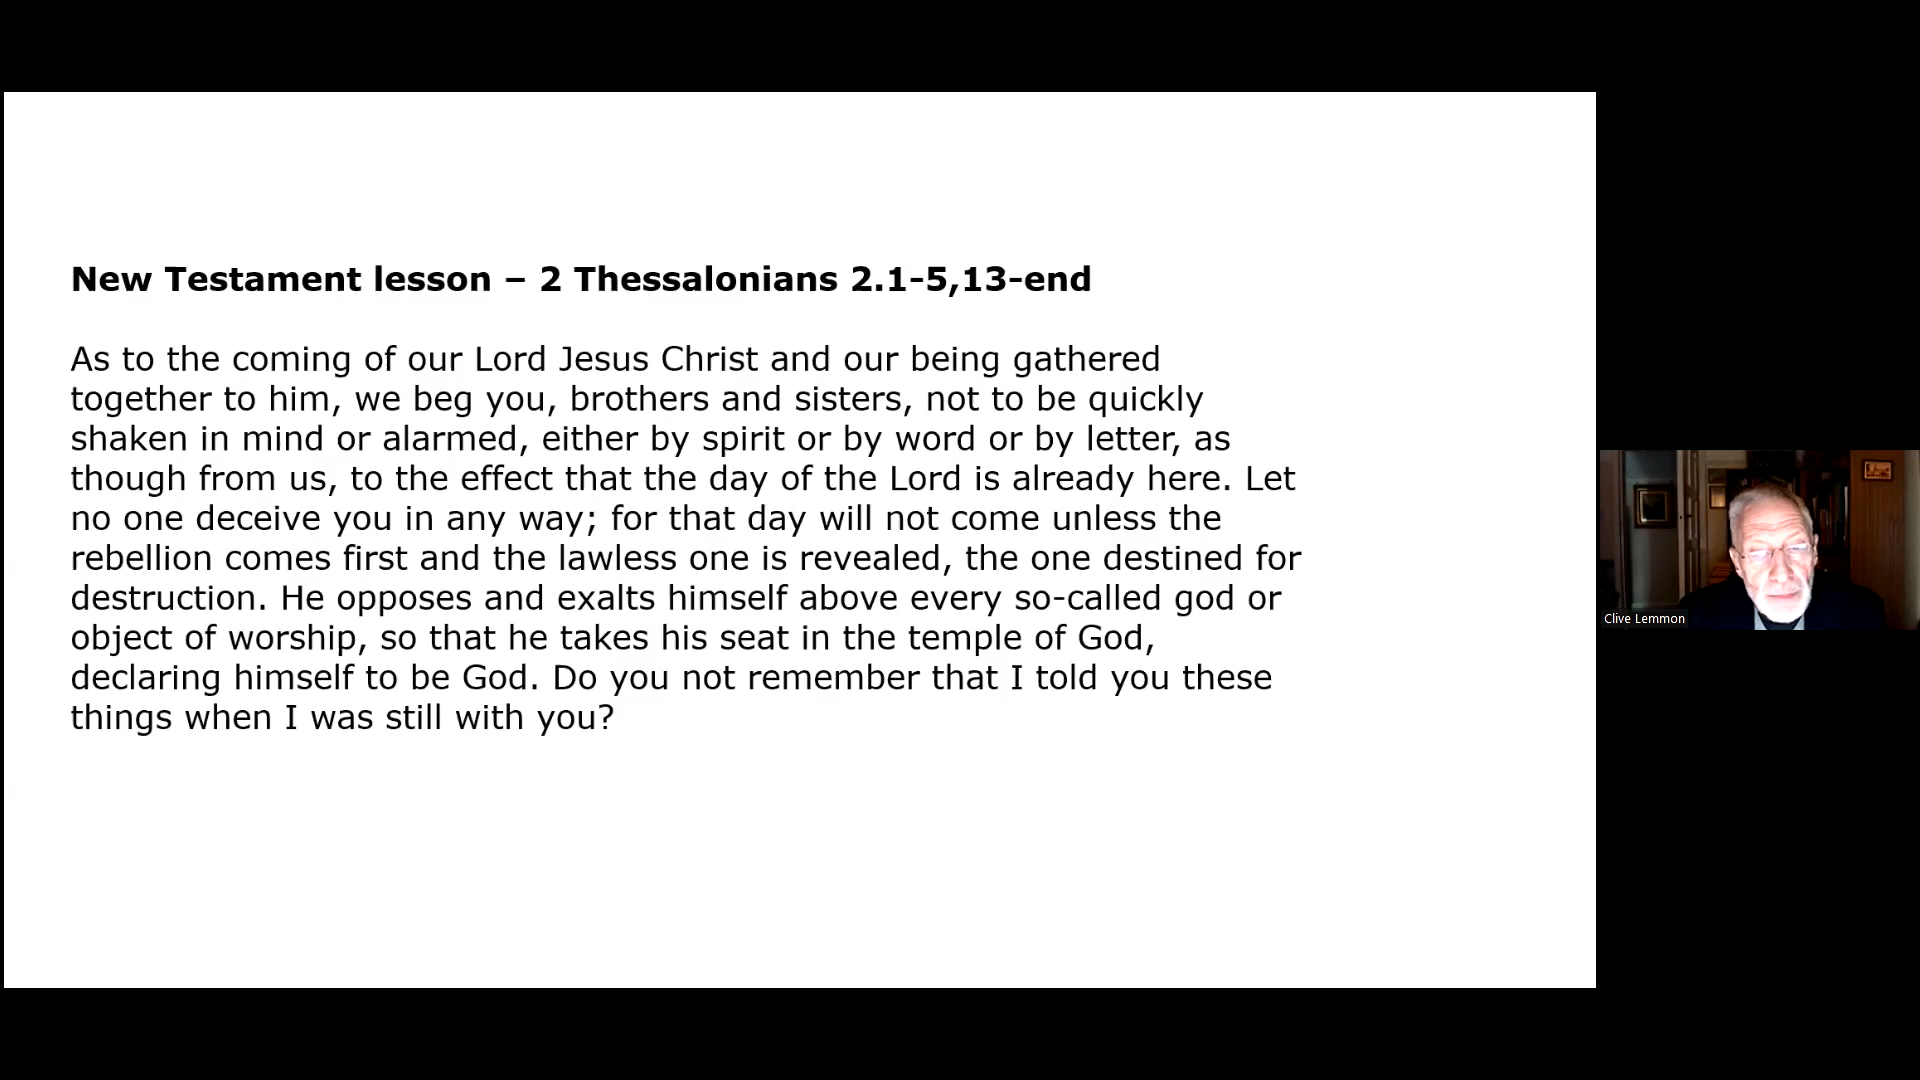 New Testament lesson – 2 Thessalonians 2.1-5,13-end
As to the coming of our Lord Jesus Christ and our being gathered
together to him, we beg you, brothers and sisters, not to be quickly
shaken in mind or alarmed, either by spirit or by word or by letter, as
though from us, to the effect that the day of the Lord is already here. Let
no one deceive you in any way; for that day will not come unless the
rebellion comes first and the lawless one is revealed, the one destined for
destruction. He opposes and exalts himself above every so-called god or
object of worship, so that he takes his seat in the temple of God,
declaring himself to be God. Do you not remember that I told you these
things when I was still with you?
Clive Lemmon